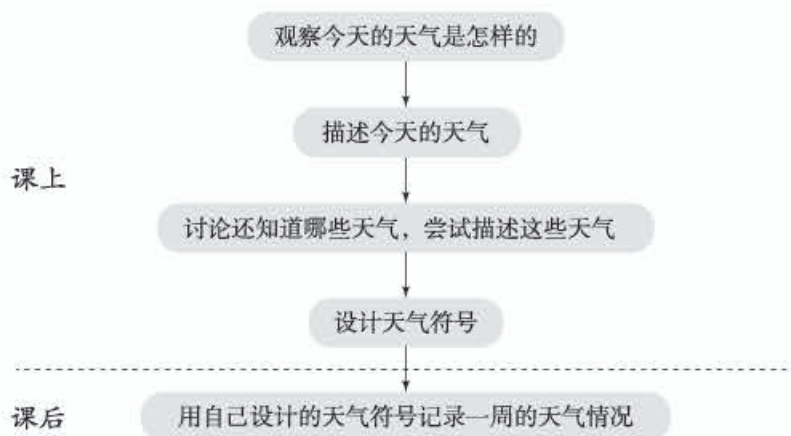 观察今天的天气是怎样的
描述今天的天气
课上
讨论还知道哪些天气，尝试描述这些天气
设计天气符号
课后
用自己设计的天气符号记录一周的天气情况